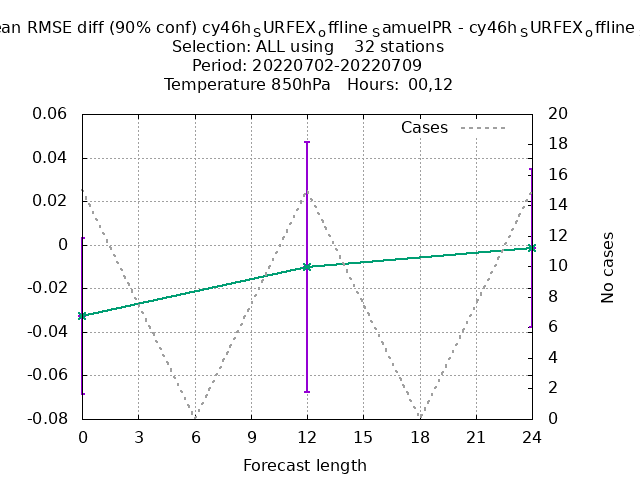 ean RMSE diff (90% conf) cy46hSURFEXoffline SamuelPR - cy46hSURFEXoffline
Selection: ALL using 32 stations
Period: 20220702-20220709
Temperature 850hPa Hours: 00,12
Cases
0.06
0.04
0.02
0
-0.02
-0.04
-0.06
-0.08
20
18
16
14
12
10
8
6
4
2
0
No cases
0 3 6 9 12 15 18 21 24
Forecast length